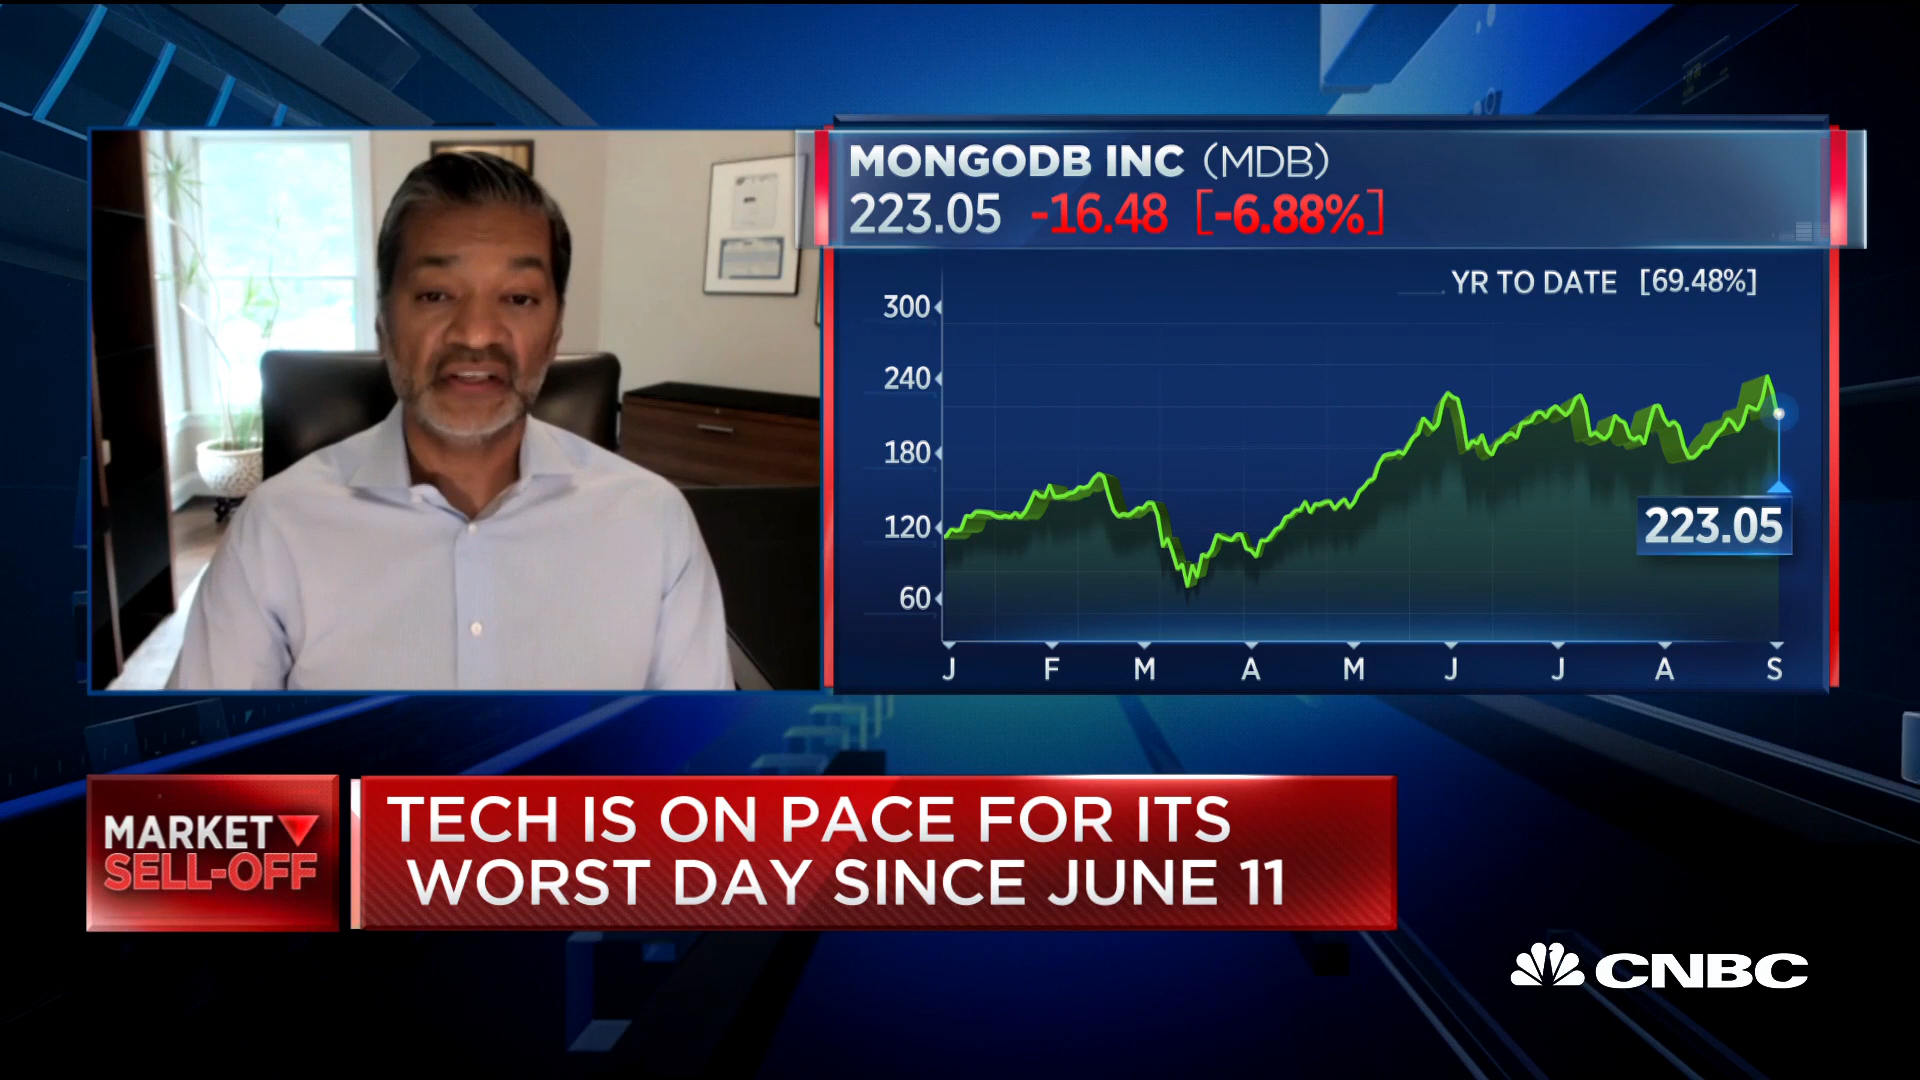 MONGODB INC (MDB)
223.05 -16.48 [-6.88%]
YR TO DATE [69.48%]
300
240
180
120
60
223.05
J F M A M J J A S
MARKET
SELL-OFF
TECH IS ON PACE FOR ITS
WORST DAY SINCE JUNE 11
CNBC